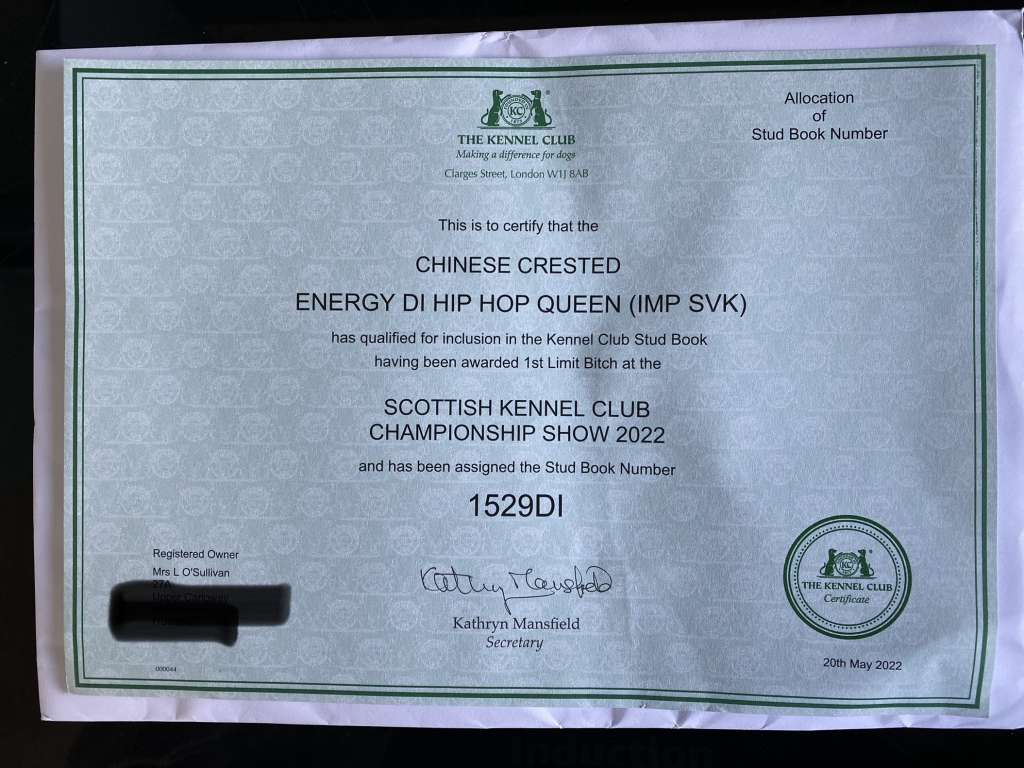 THE KENNEL CLUB
Making a difference for dogs
Clarges Street, London W1J 8AB
Allocation
of
Stud Book Number
This is to certify that the
CHINESE CRESTED
ENERGY DI HIP HOP QUEEN (IMP SVK)
has qualified for inclusion in the Kennel Club Stud Book
having been awarded 1st Limit Bitch at the
SCOTTISH KENNEL CLUB
CHAMPIONSHIP SHOW 2022
and has been assigned the Stud Book Number
1529DI
Registered Owner
Mrs L O'Sullivan
000044
Kathryn Mansfield
Kathryn Mansfield
Secretary
KC
THE KENNEL CLUB
Certificate
20th May 2022